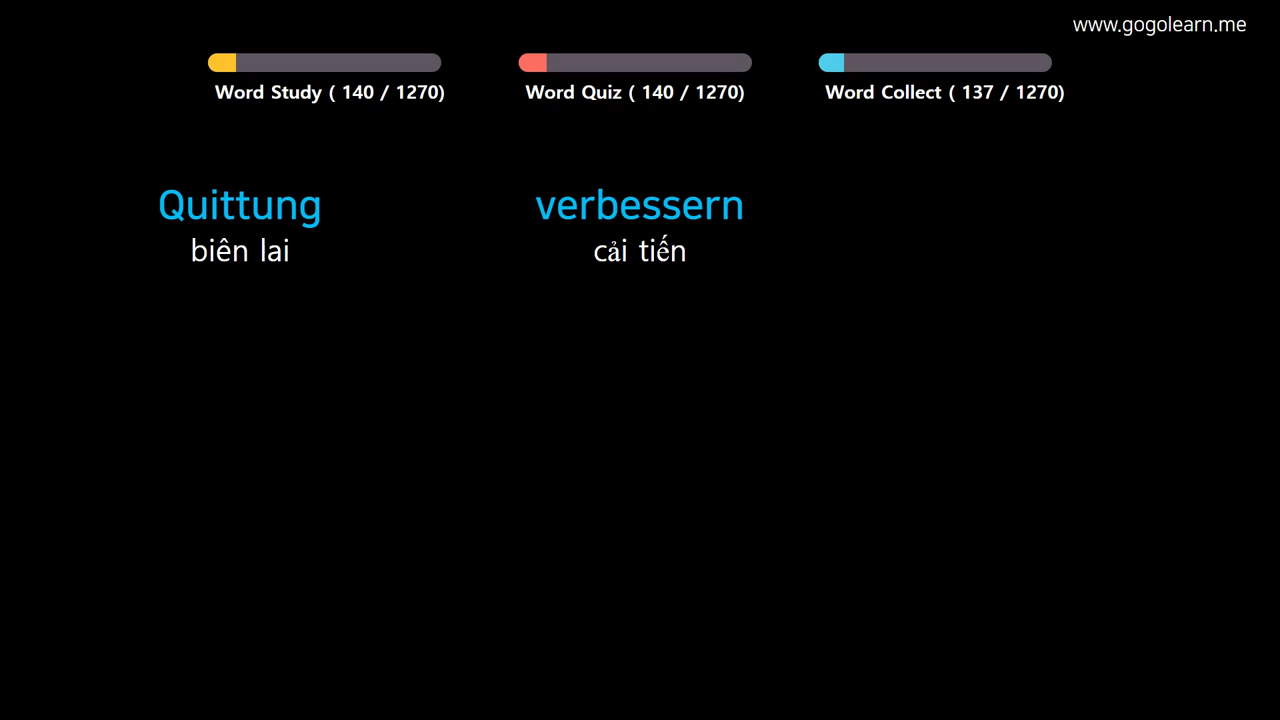 www.gogolearn.me
Word Study ( 140 / 1270)
Word Quiz ( 140 / 1270)
Word Collect ( 137 / 1270)
Quittung
biên lai
verbessern
cải tiến